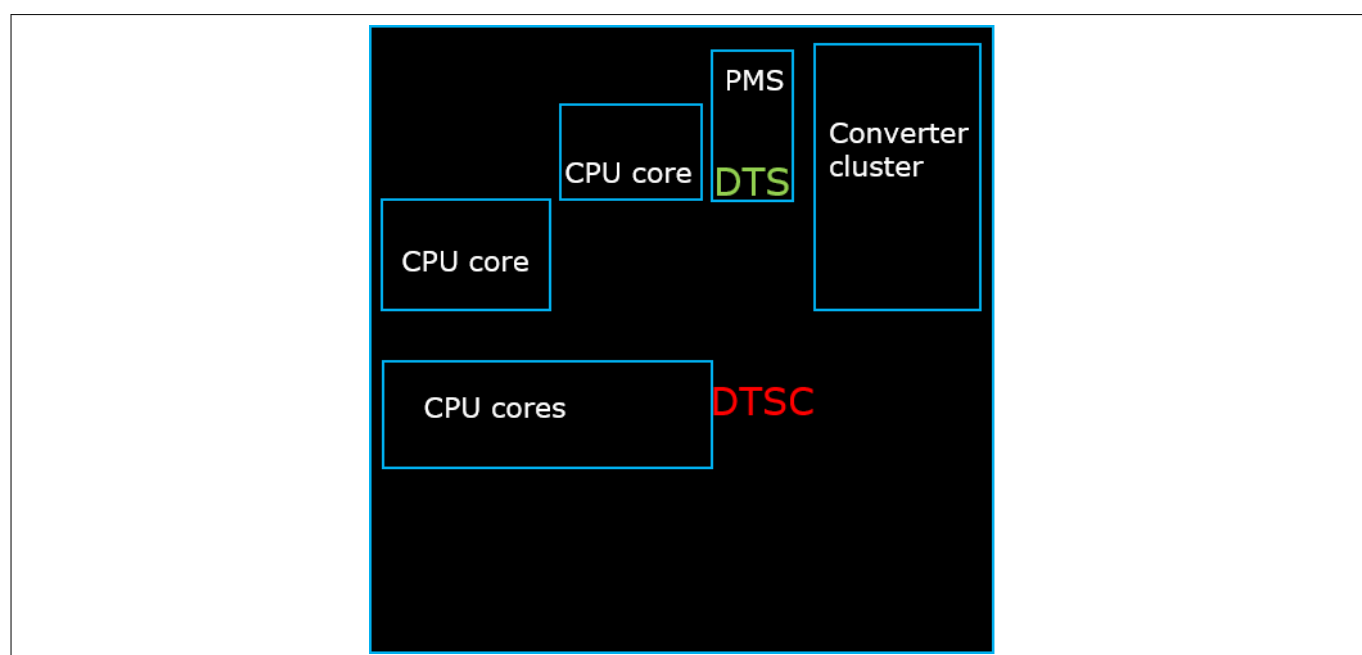 PMS
Converter
cluster
CPU core
DTS
CPU core
CPU cores
DTSC